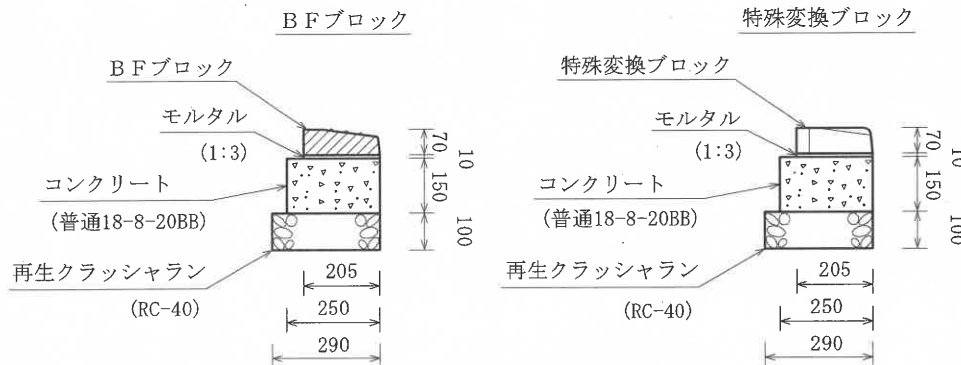 BFブロック
BFブロック
モルタル
(1:3)
コンクリート
(普通18-8-20BB)
再生クラッシャラン
(RC-40)
70
10
150
100
205
250
290
特殊変換ブロック
特殊変換ブロック
モルタル
(1:3)
コンクリート
(普通18-8-20BB)
再生クラッシャラン
(RC-40)
70
10
150
100
205
250
290